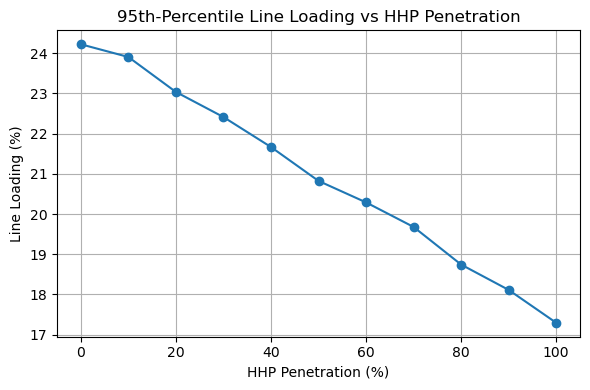 95th-Percentile Line Loading vs HHP Penetration
Line Loading (%)
24
23
22
21
20
19
18
17
0 20 40 60 80 100
HHP Penetration (%)